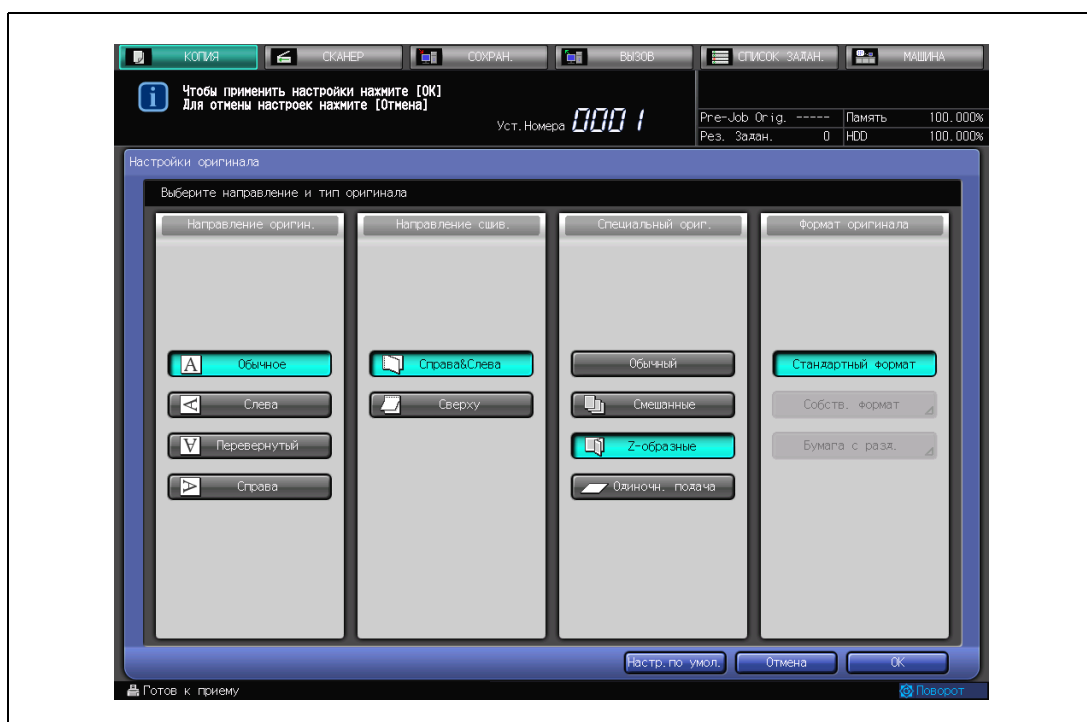 КОПИЯ СКАНЕР СОХРАН. ВЫЗОВ СПИСОК ЗАДАН. МАШИНА
Чтобы применить настройки нажмите [OK]
Для отмены настроек нажмите [Отмена]
Уст.Номера 0001
Pre-Job Orig. ----- Память 100.000%
Рез. Задан. 0 HDD 100.000%
Настройки оригинала
Выберите направление и тип оригинала
Направление оригин. Направление сшив. Специальный ориг. Формат оригинала
A Обычное Справа&Слева Обычный Стандартный формат
A Слева Сверху Смешанные Собств. формат
A Перевернутый Z-образные Бумага с разд.
A Справа Одиночн. подача
Настр.по умол. Отмена OK
Готов к приему Поворот